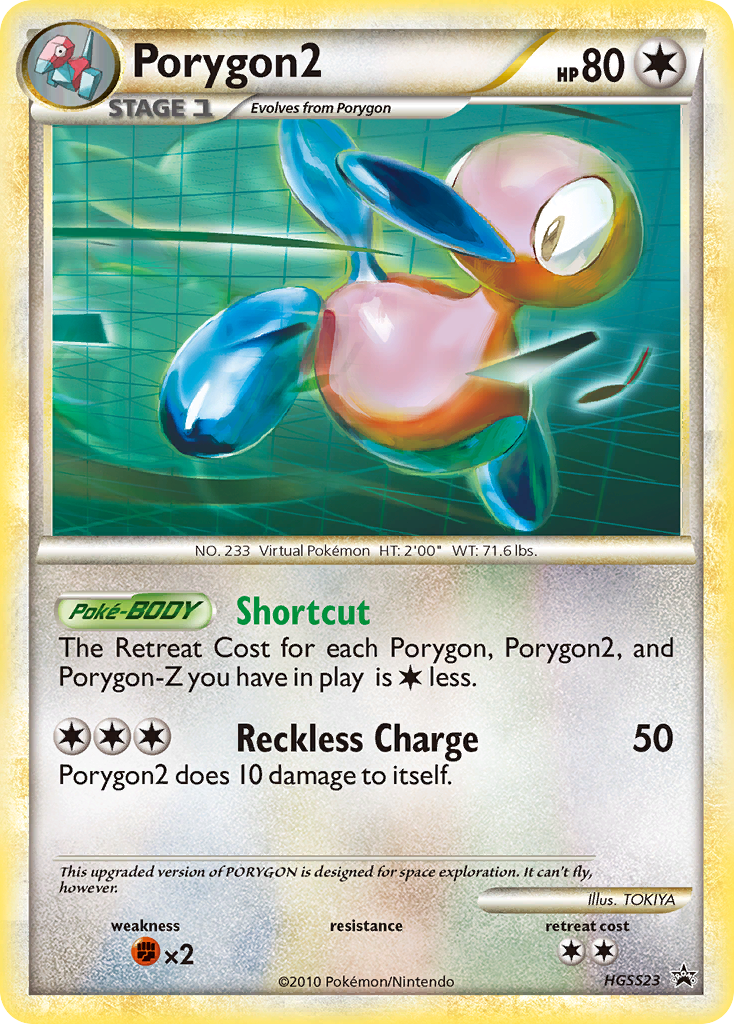 Porygon2
HP 80
STAGE 1
Evolves from Porygon
NO. 233 Virtual Pokémon HT: 2'00" WT: 71.6 lbs.
Poké-BODY Shortcut
The Retreat Cost for each Porygon, Porygon2, and
Porygon-Z you have in play is less.
Reckless Charge 50
Porygon2 does 10 damage to itself.
This upgraded version of PORYGON is designed for space exploration. It can't fly,
however.
Illus. TOKIYA
weakness resistance retreat cost
×2
©2010 Pokémon/Nintendo
HGSS23
PROMO